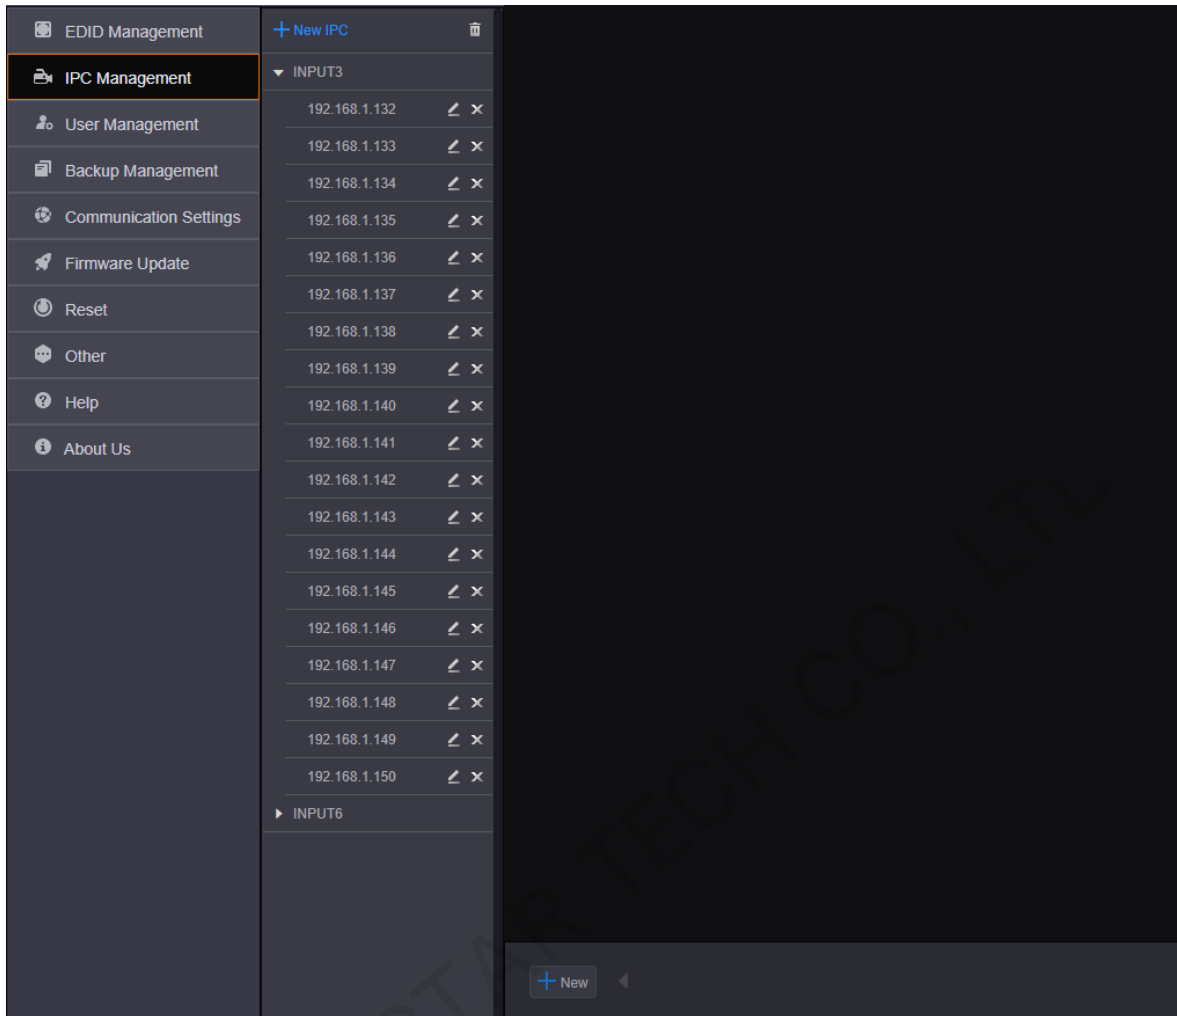 EDID Management
IPC Management
User Management
Backup Management
Communication Settings
Firmware Update
Reset
Other
Help
About Us
New IPC
INPUT3
192.168.1.132
192.168.1.133
192.168.1.134
192.168.1.135
192.168.1.136
192.168.1.137
192.168.1.138
192.168.1.139
192.168.1.140
192.168.1.141
192.168.1.142
192.168.1.143
192.168.1.144
192.168.1.145
192.168.1.146
192.168.1.147
192.168.1.148
192.168.1.149
192.168.1.150
INPUT6
New
TECH CO.,